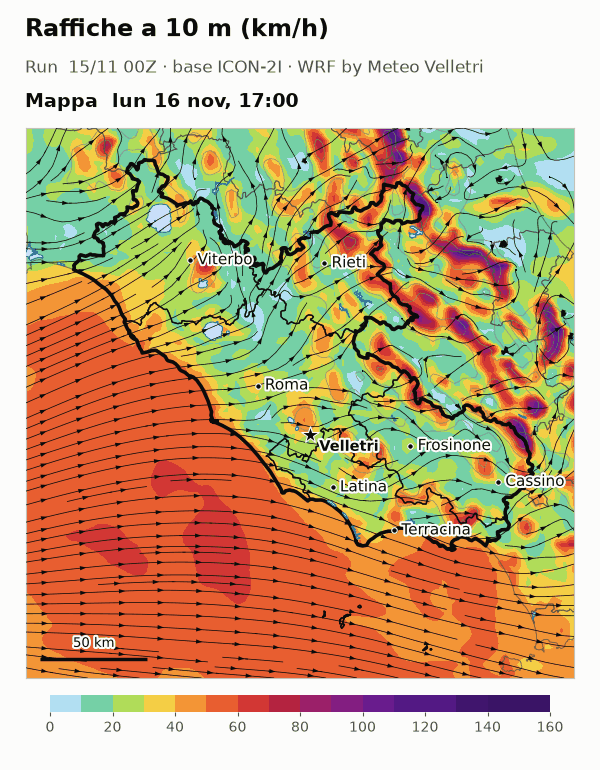 Raffiche a 10 m (km/h)
Run  15/11 00Z · base ICON-2I · WRF by Meteo Velletri
Mappa  lun 16 nov, 17:00
Viterbo
Rieti
Roma
Velletri
Frosinone
Cassino
Latina
Terracina
50 km
0 20 40 60 80 100 120 140 160